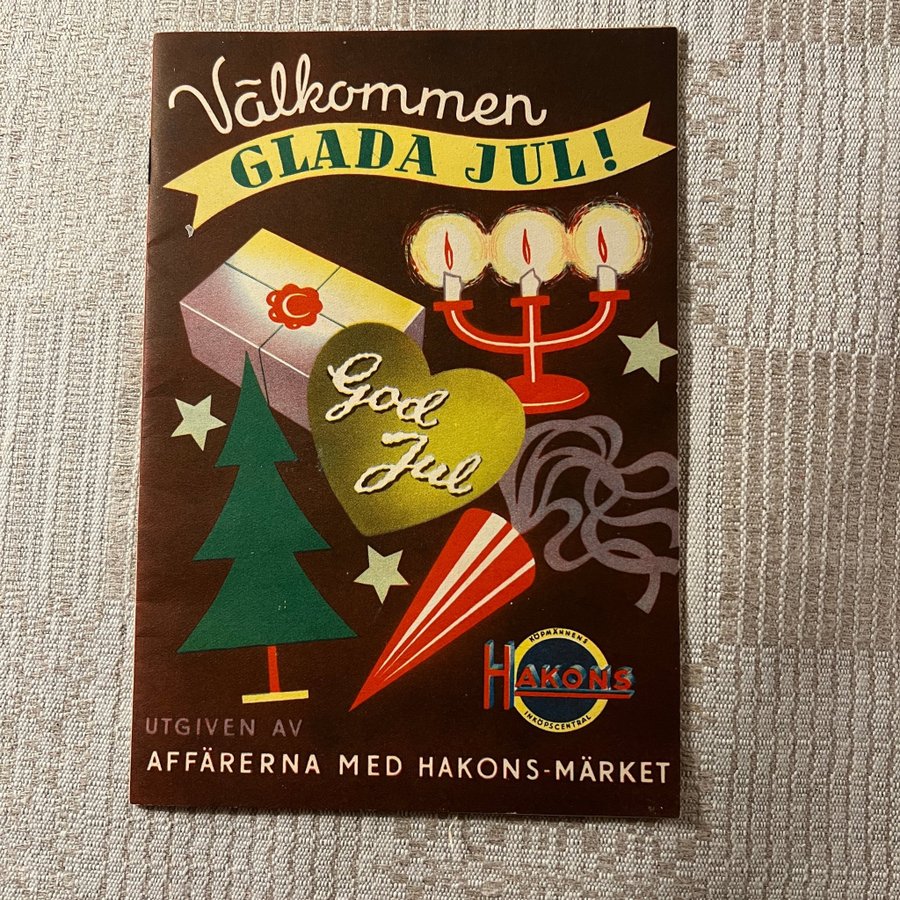 Välkommen
GLADA JUL!
God
Jul
KÖPMÄNNENS
HAKONS
INKÖPSCENTRAL
UTGIVEN AV
AFFÄRERNA MED HAKONS-MÄRKET